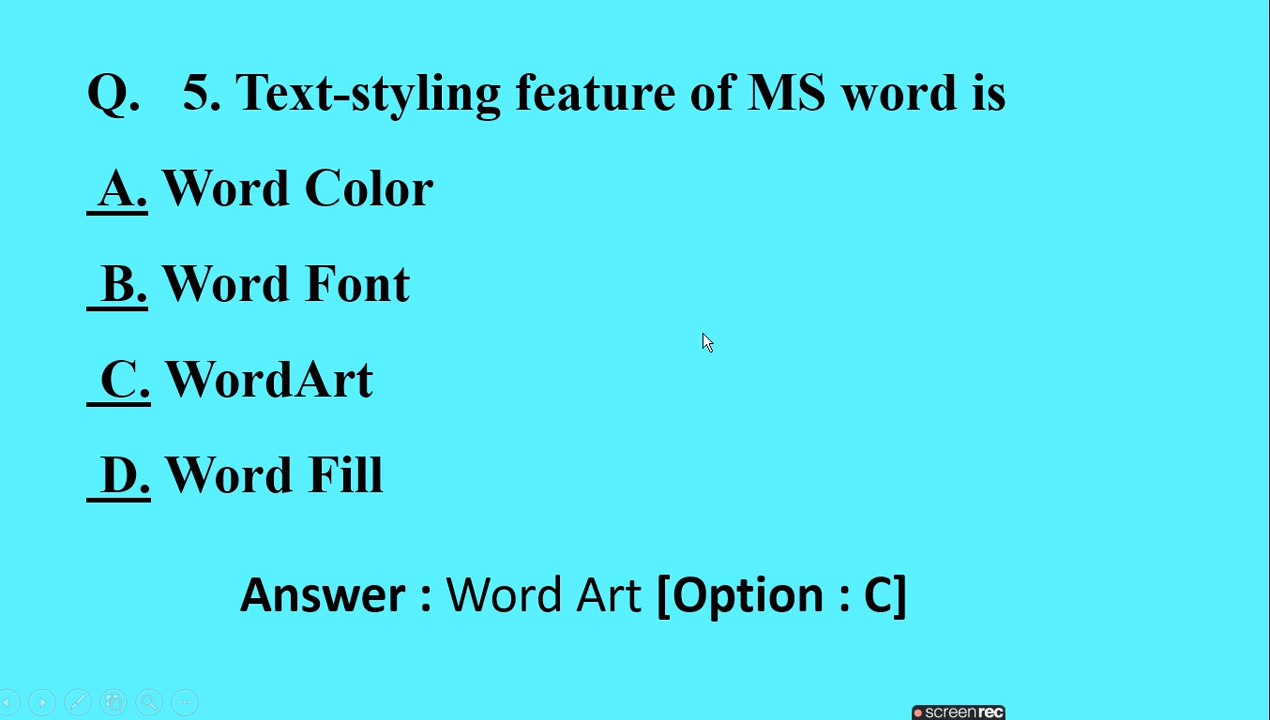 Q. 5. Text-styling feature of MS word is
A. Word Color
B. Word Font
C. WordArt
D. Word Fill
Answer : Word Art [Option : C]
screenrec